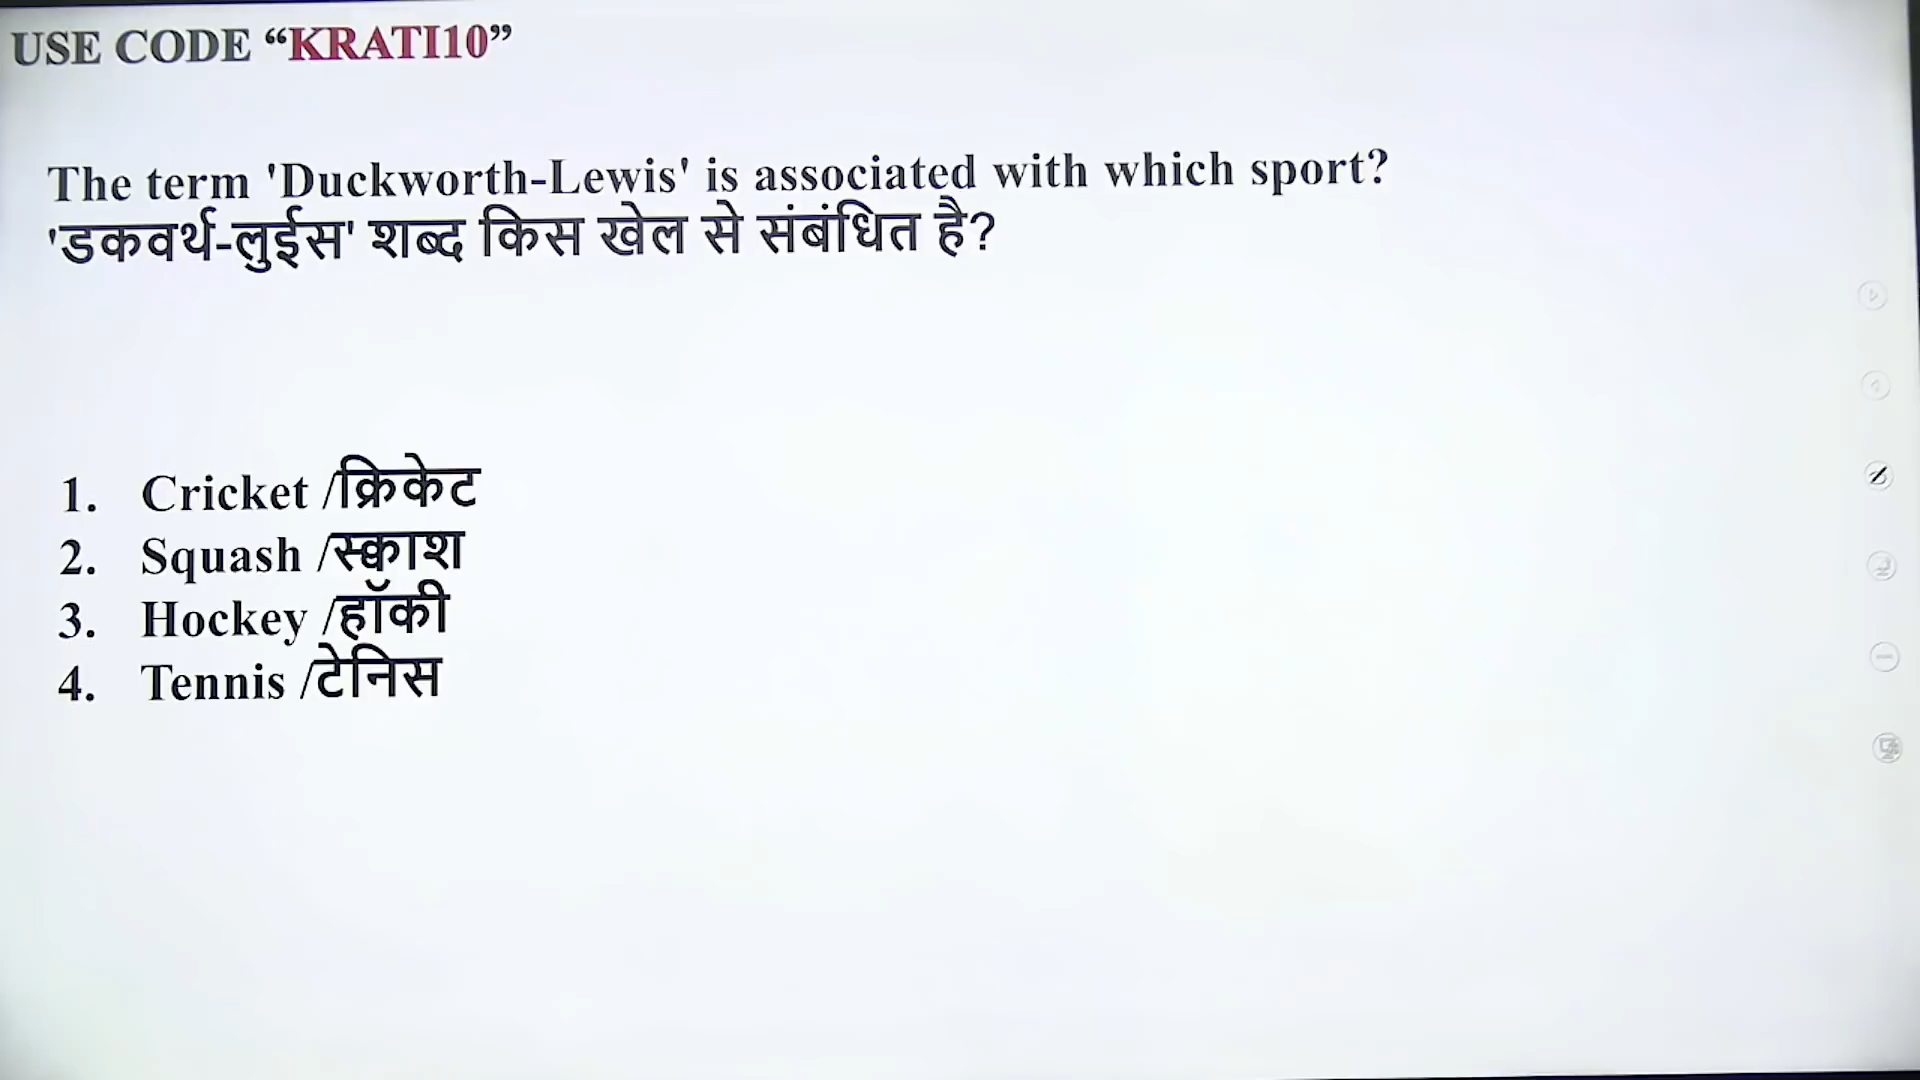 USE CODE “KRATI10”
The term 'Duckworth-Lewis' is associated with which sport?
'डकवर्थ-लुईस' शब्द किस खेल से संबंधित है?
1. Cricket /क्रिकेट
2. Squash /स्क्वाश
3. Hockey /हॉकी
4. Tennis /टेनिस